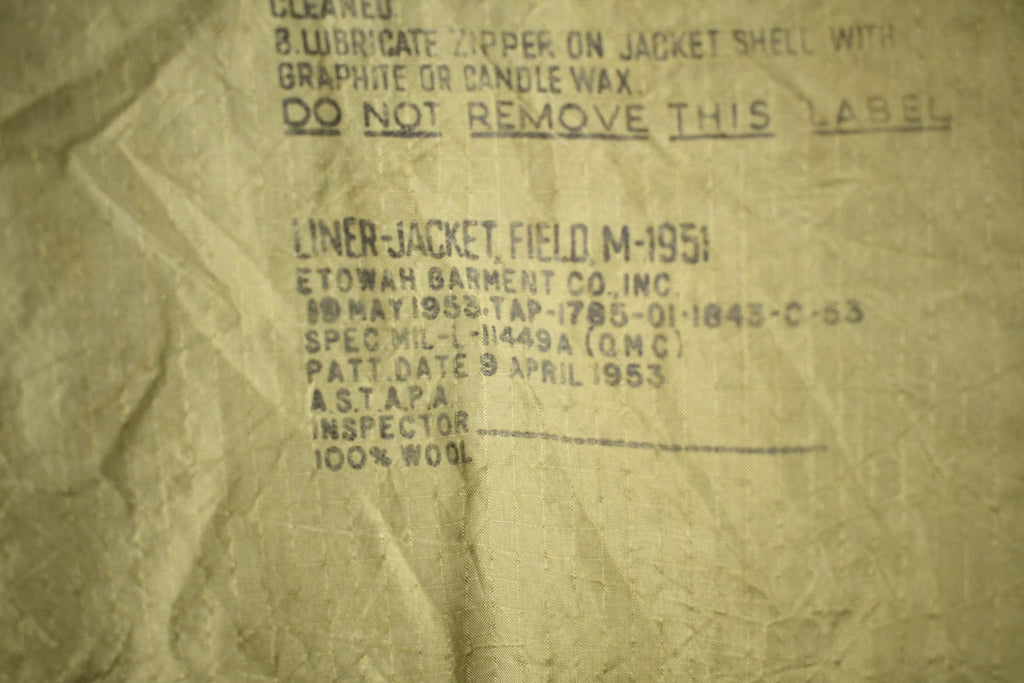 CLEANED.
8. LUBRICATE ZIPPER ON JACKET SHELL WITH
GRAPHITE OR CANDLE WAX.
DO NOT REMOVE THIS LABEL
LINER-JACKET, FIELD, M-1951
ETOWAH GARMENT CO., INC.
MAY 1953-TAP-1785-01-1843-C-53
SPEC. MIL-L-11449A (QMC)
PATT. DATE 9 APRIL 1953
A.S.T.A.P.A.
INSPECTOR
100% WOOL